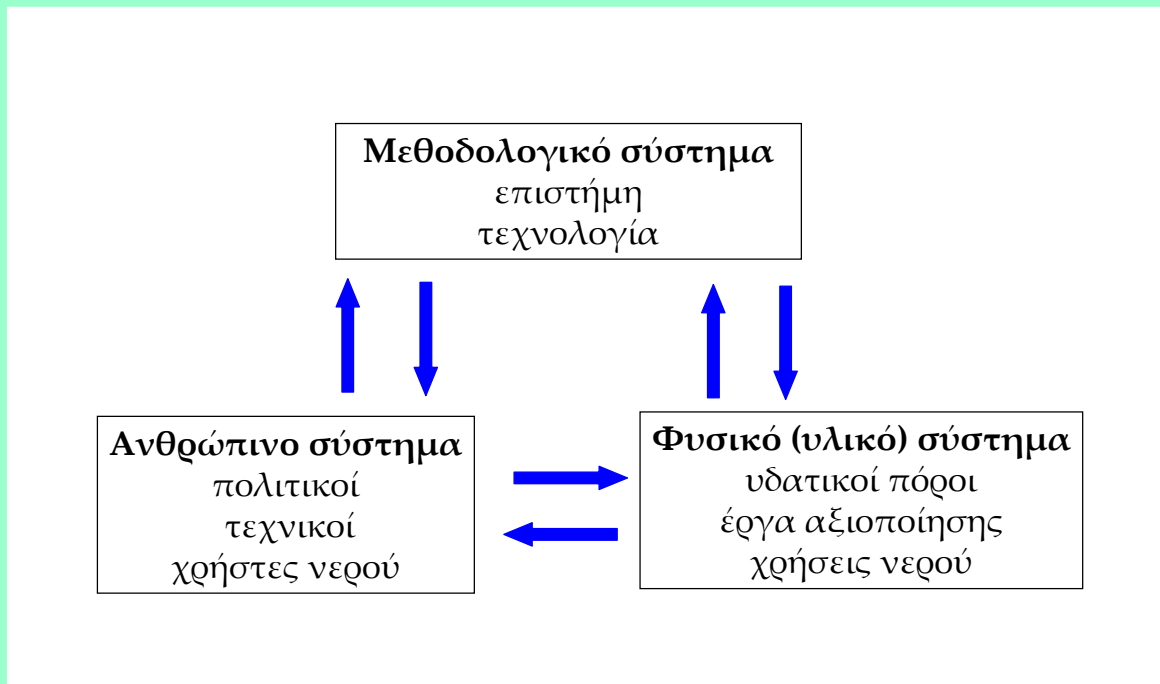 Μεθοδολογικό σύστημα
επιστήμη
τεχνολογία
Ανθρώπινο σύστημα
πολιτικοί
τεχνικοί
χρήστες νερού
Φυσικό (υλικό) σύστημα
υδατικοί πόροι
έργα αξιοποίησης
χρήσεις νερού